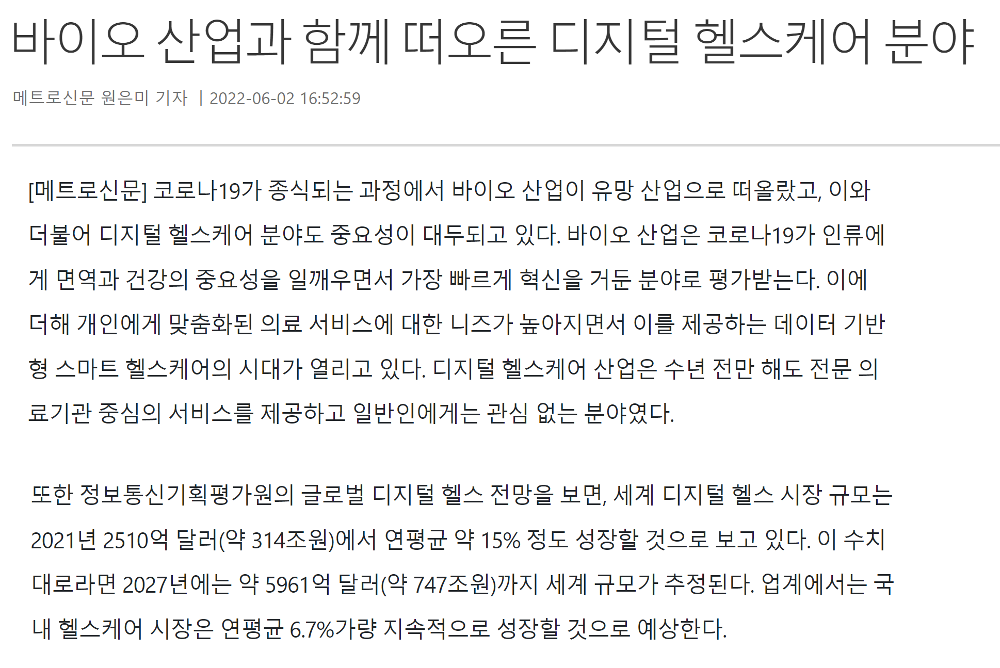 바이오 산업과 함께 떠오른 디지털 헬스케어 분야
메트로신문 원은미 기자 ㅣ2022-06-02 16:52:59
[메트로신문] 코로나19가 종식되는 과정에서 바이오 산업이 유망 산업으로 떠올랐고, 이와
더불어 디지털 헬스케어 분야도 중요성이 대두되고 있다. 바이오 산업은 코로나19가 인류에
게 면역과 건강의 중요성을 일깨우면서 가장 빠르게 혁신을 거둔 분야로 평가받는다. 이에
더해 개인에게 맞춤화된 의료 서비스에 대한 니즈가 높아지면서 이를 제공하는 데이터 기반
형 스마트 헬스케어의 시대가 열리고 있다. 디지털 헬스케어 산업은 수년 전만 해도 전문 의
료기관 중심의 서비스를 제공하고 일반인에게는 관심 없는 분야였다.
또한 정보통신기획평가원의 글로벌 디지털 헬스 전망을 보면, 세계 디지털 헬스 시장 규모는
2021년 2510억 달러(약 314조원)에서 연평균 약 15% 정도 성장할 것으로 보고 있다. 이 수치
대로라면 2027년에는 약 5961억 달러(약 747조원)까지 세계 규모가 추정된다. 업계에서는 국
내 헬스케어 시장은 연평균 6.7%가량 지속적으로 성장할 것으로 예상한다.